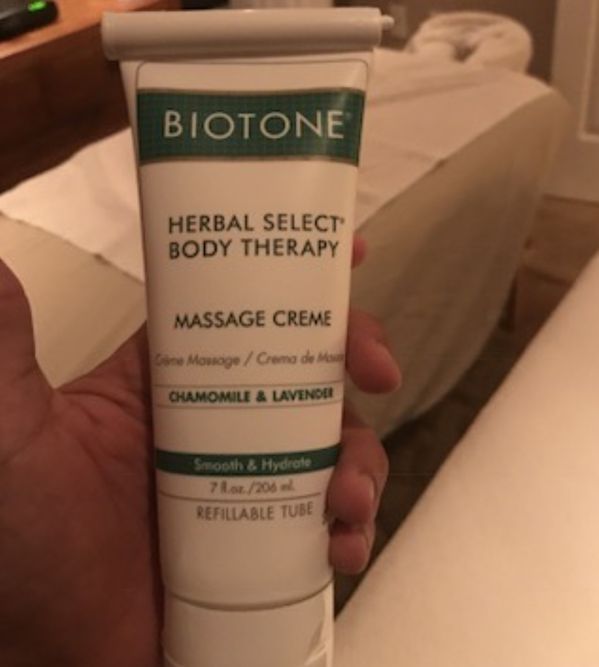 BIOTONE®
HERBAL SELECT®
BODY THERAPY
MASSAGE CREME
Crème Massage / Crema de
CHAMOMILE & LAVENDER
Smooth & Hydrate
7 fl.oz./206 ml.
REFILLABLE TUBE